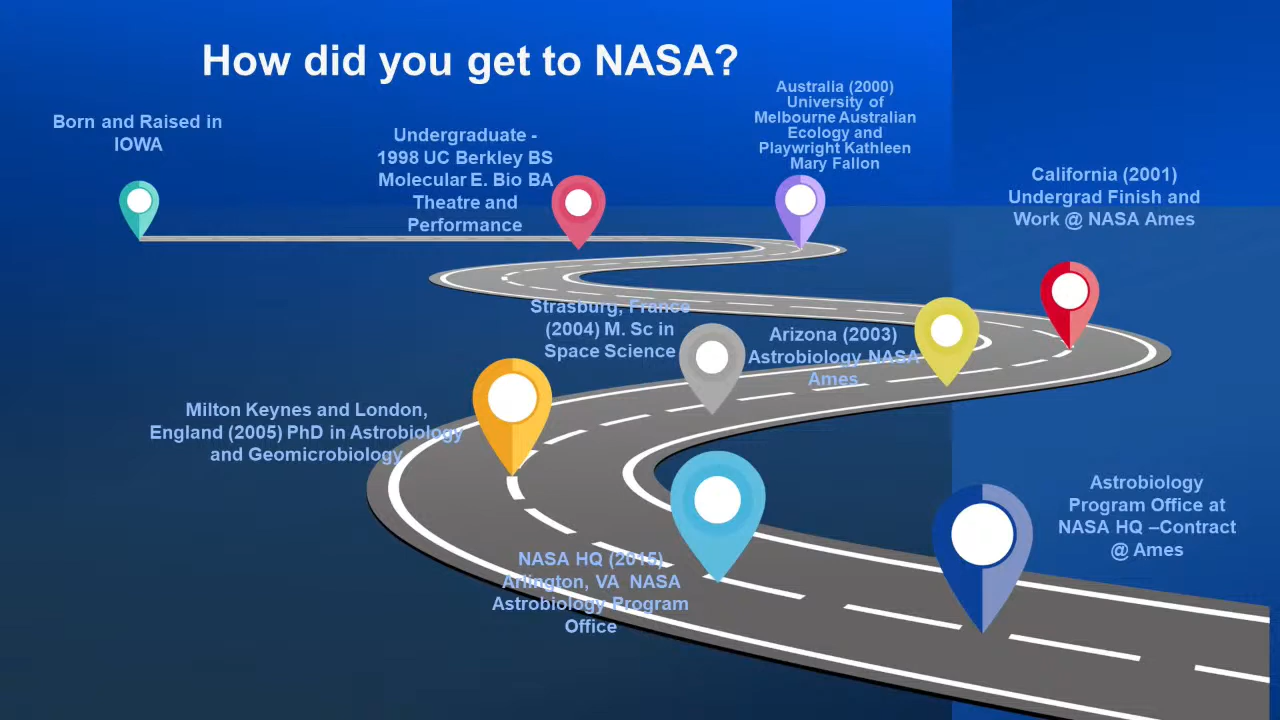 How did you get to NASA?
Born and Raised in
IOWA
Undergraduate -
1998 UC Berkley BS
Molecular E. Bio BA
Theatre and
Performance
Australia (2000)
University of
Melbourne Australian
Ecology and
Playwright Kathleen
Mary Fallon
California (2001)
Undergrad Finish and
Work @ NASA Ames
Arizona (2003)
Astrobiology NASA
Ames
Strasburg, France
(2004) M. Sc in
Space Science
Milton Keynes and London,
England (2005) PhD in Astrobiology
and Geomicrobiology
NASA HQ (2015)
Arlington, VA NASA
Astrobiology Program
Office
Astrobiology
Program Office at
NASA HQ –Contract
@ Ames